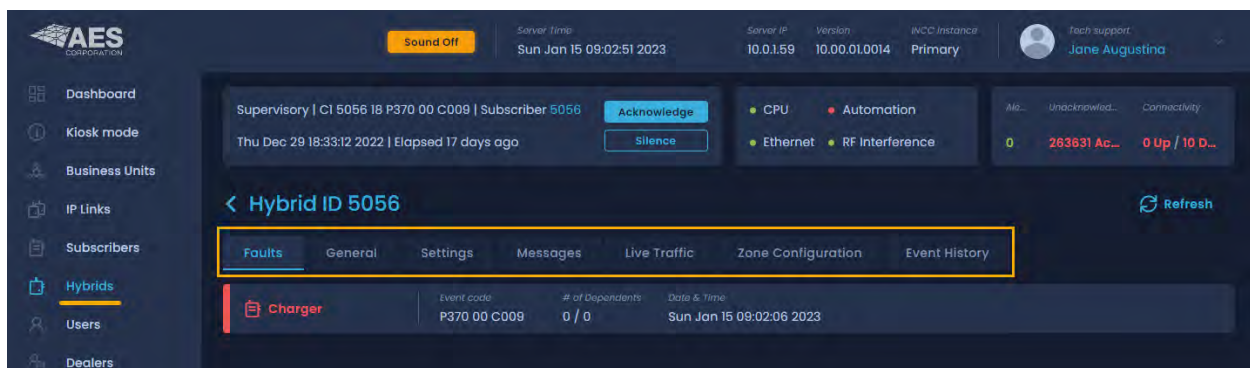 AES
CORPORATION
Sound Off
Server Time
Sun Jan 15 09:02:51 2023
Server IP
10.0.1.59
Version
10.00.01.0014
INCC Instance
Primary
Tech support
Jane Augustina
Dashboard
Kiosk mode
Business Units
IP Links
Subscribers
Hybrids
Users
Dealers
Supervisory | C1 5056 18 P370 00 C009 | Subscriber 5056
Thu Dec 29 18:33:12 2022 | Elapsed 17 days ago
Acknowledge
Silence
CPU
Automation
Ethernet
RF Interference
Ale...
0
Unacknowled...
263631 Ac...
Connectivity
0 Up / 10 D...
Hybrid ID 5056
Refresh
Faults
General
Settings
Messages
Live Traffic
Zone Configuration
Event History
Charger
Event code
P370 00 C009
# of Dependents
0 / 0
Date & Time
Sun Jan 15 09:02:06 2023